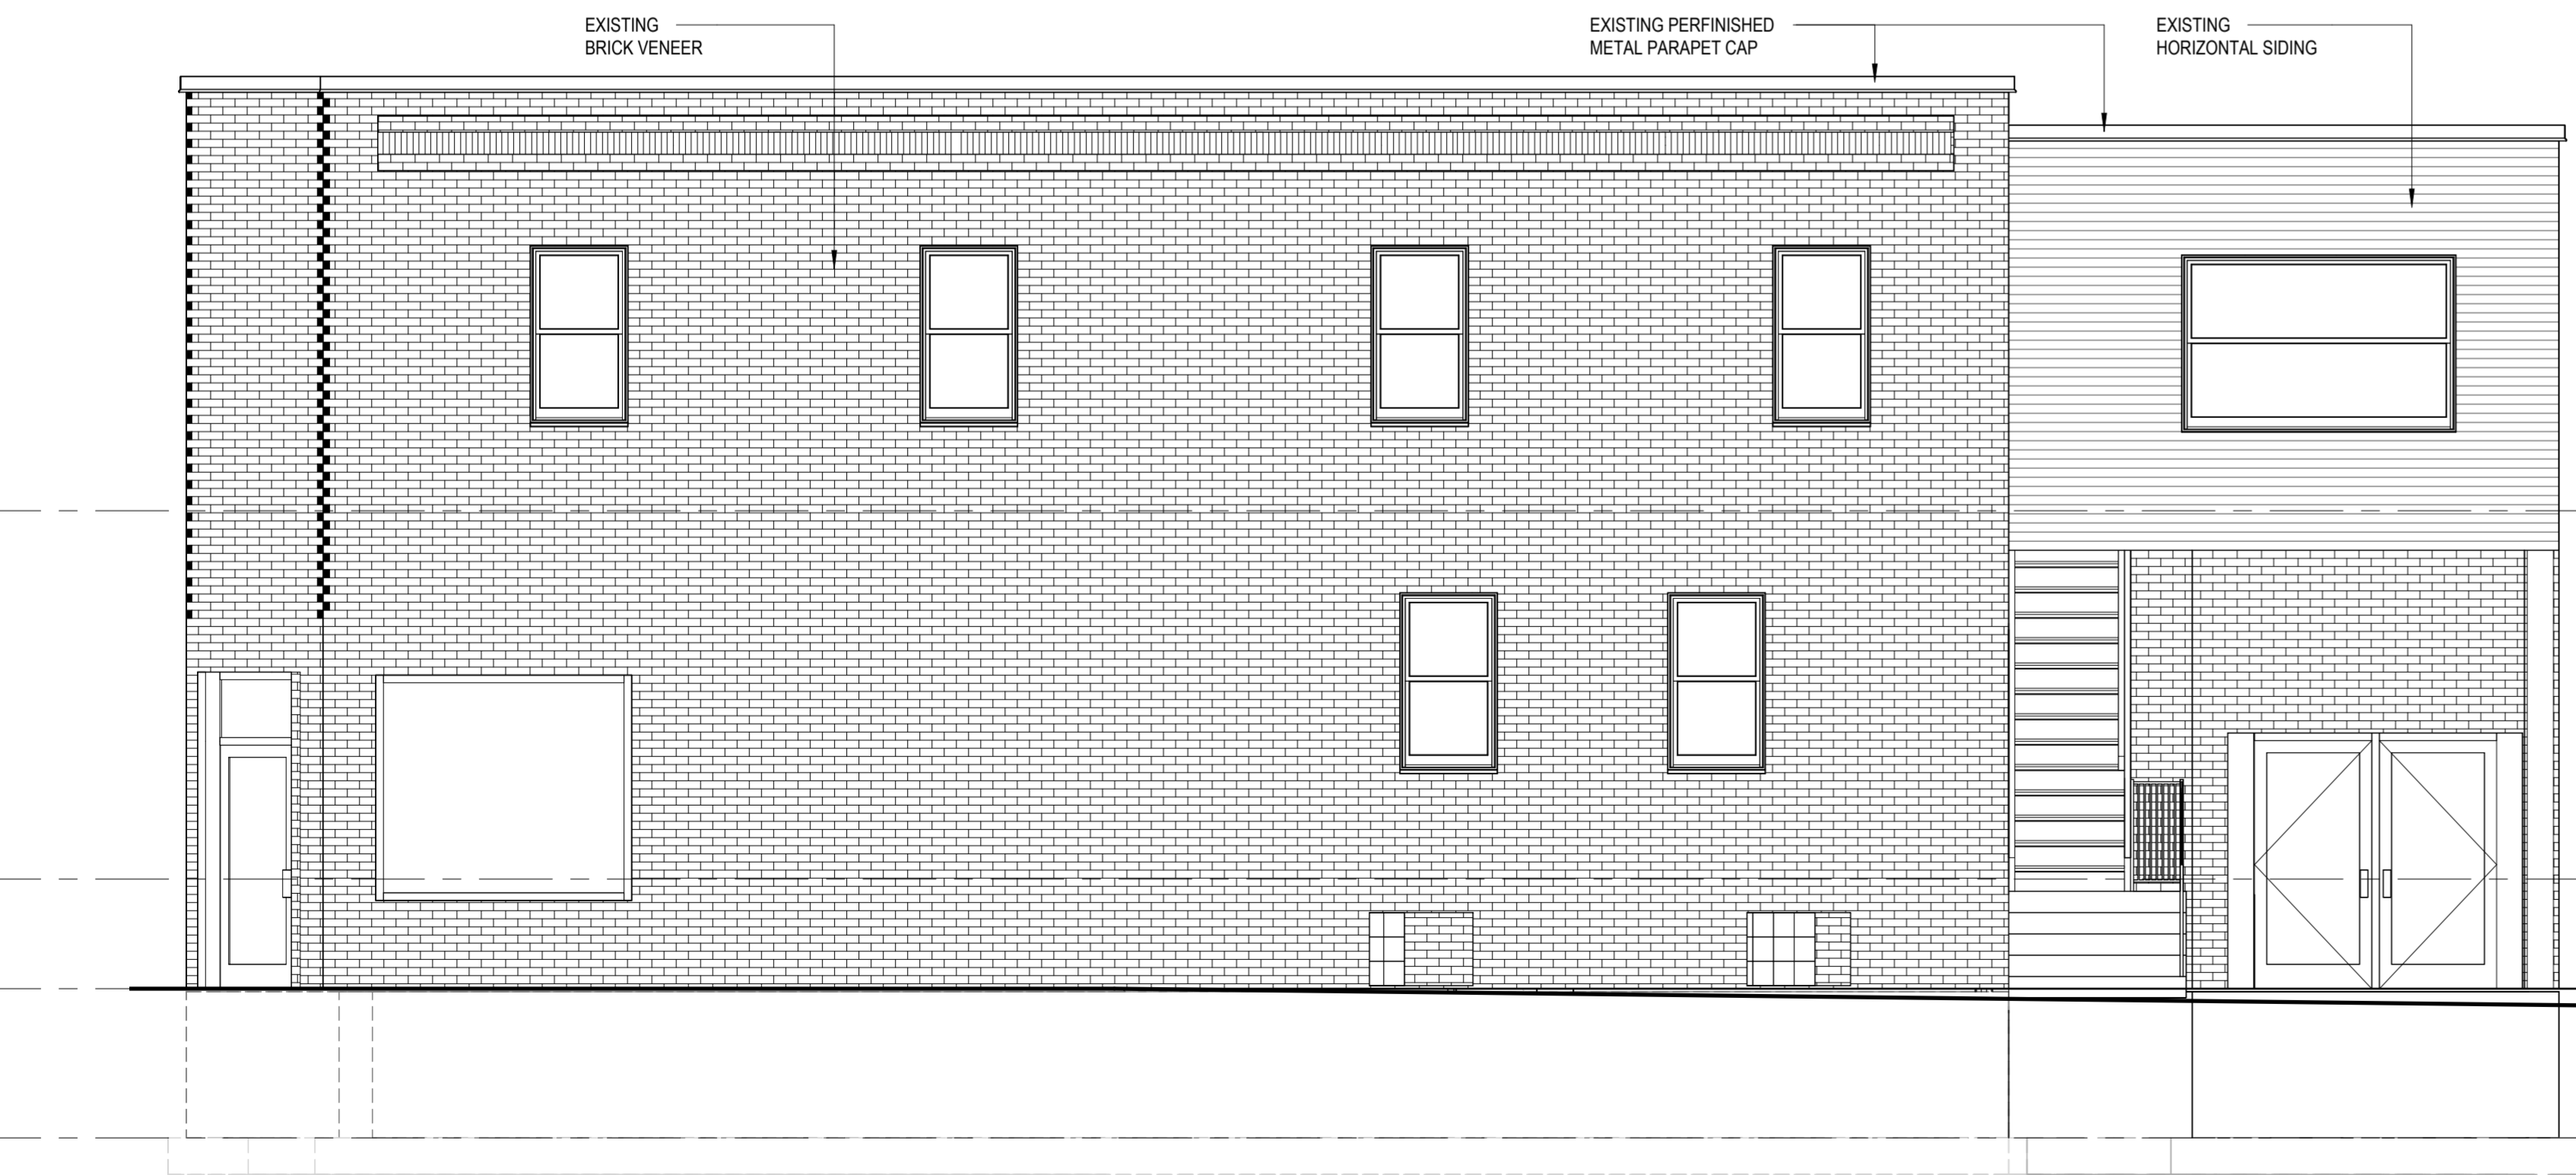 EXISTING
BRICK VENEER
EXISTING PERFINISHED
METAL PARAPET CAP
EXISTING
HORIZONTAL SIDING